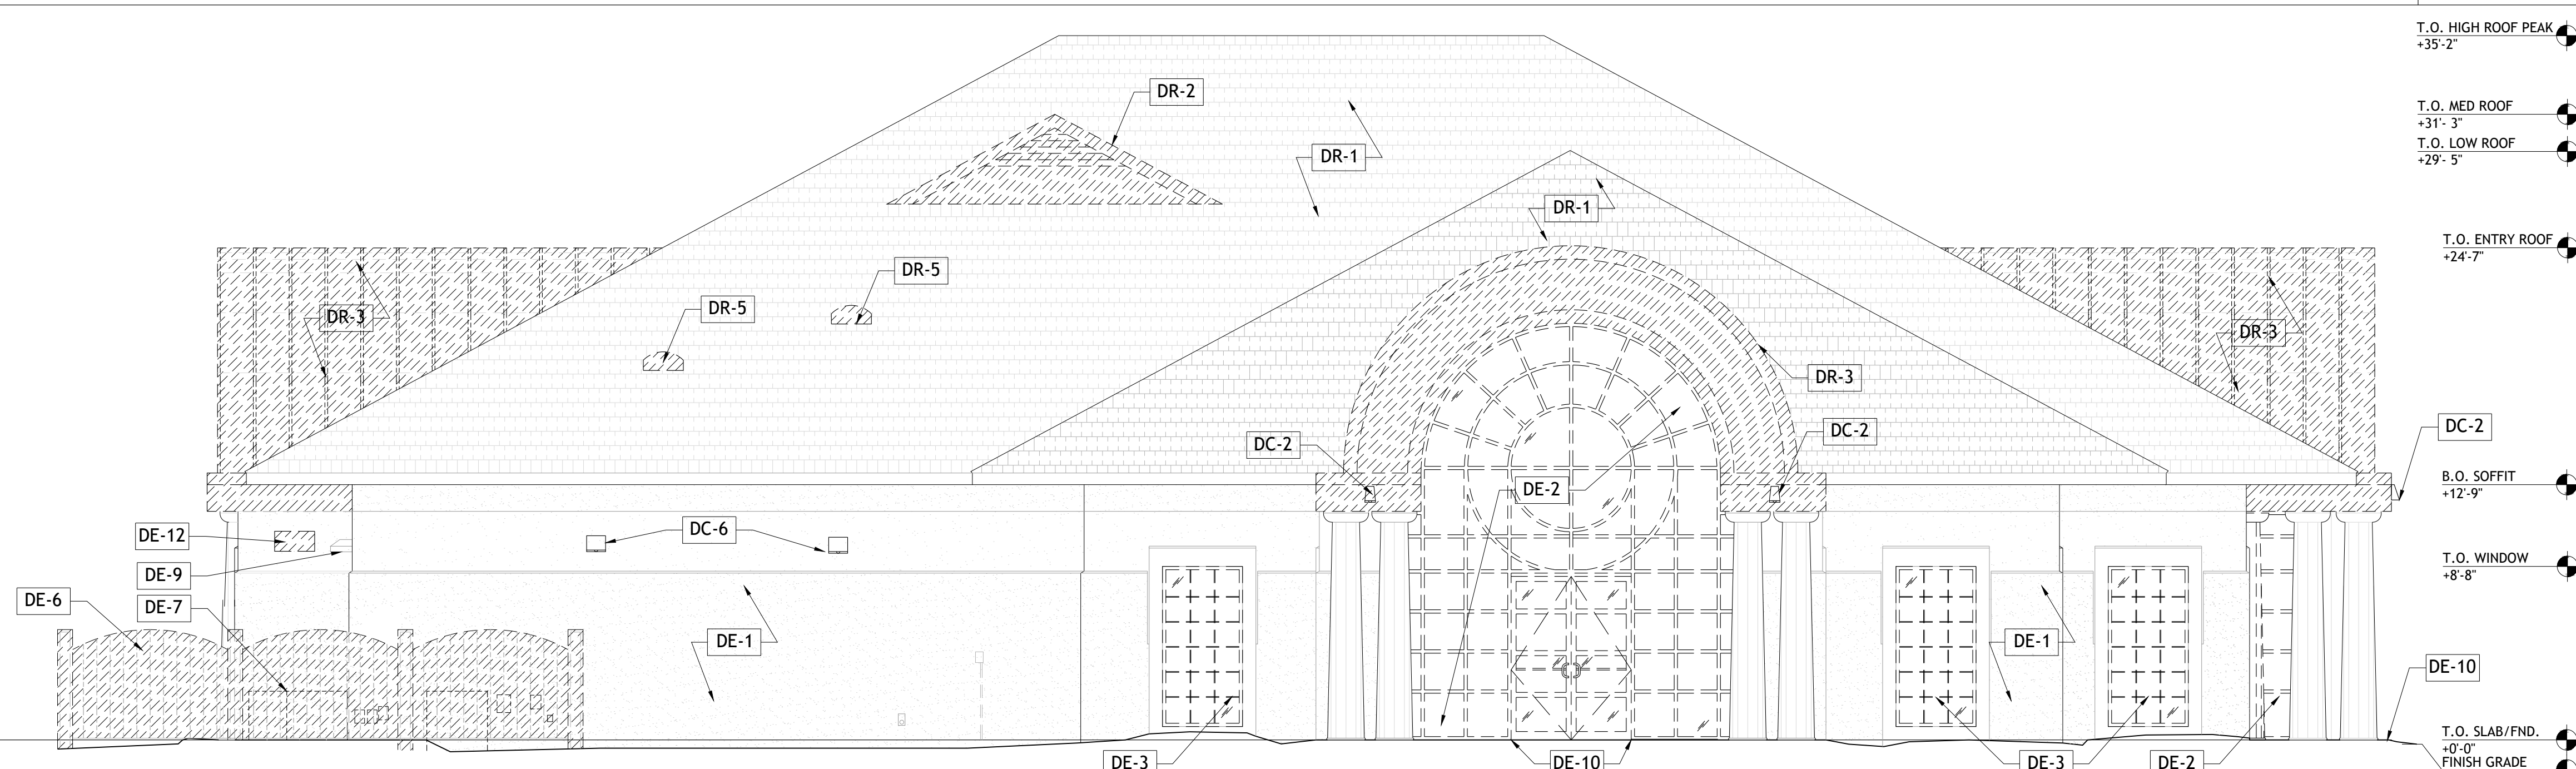 T.O. HIGH ROOF PEAK
+35'-2"
DR-2
T.O. MED ROOF
+31'- 3"
T.O. LOW ROOF
+29'- 5"
DR-1
DR-1
T.O. ENTRY ROOF
+24'-7"
DR-5
DR-5
DR-3
DR-3
DR-3
DC-2
DC-2
DC-2
B.O. SOFFIT
+12'-9"
DE-2
DE-12
DC-6
DE-9
T.O. WINDOW
+8'-8"
DE-6
DE-7
DE-1
DE-1
DE-10
T.O. SLAB/FND.
+0'-0"
DE-3
DE-10
DE-3
DE-2
FINISH GRADE